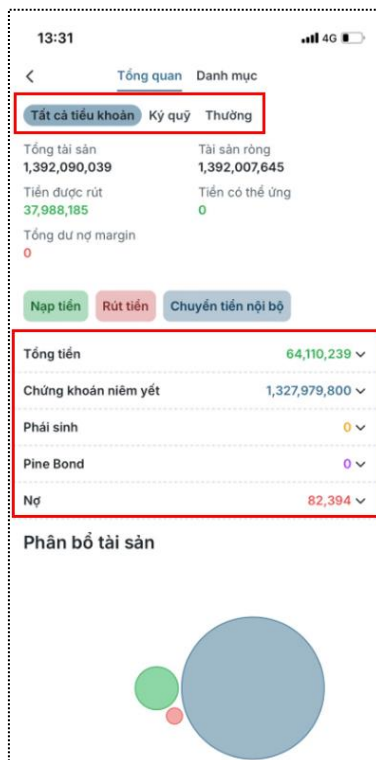 13:31 4G
Tổng quan Danh mục
Tất cả tiểu khoản Ký quỹ Thường
Tổng tài sản Tài sản ròng
1,392,090,039 1,392,007,645
Tiền được rút Tiền có thể ứng
37,988,185 0
Tổng dư nợ margin
0
Nạp tiền Rút tiền Chuyển tiền nội bộ
Tổng tiền 64,110,239
Chứng khoán niêm yết 1,327,979,800
Phái sinh 0
Pine Bond 0
Nợ 82,394
Phân bổ tài sản